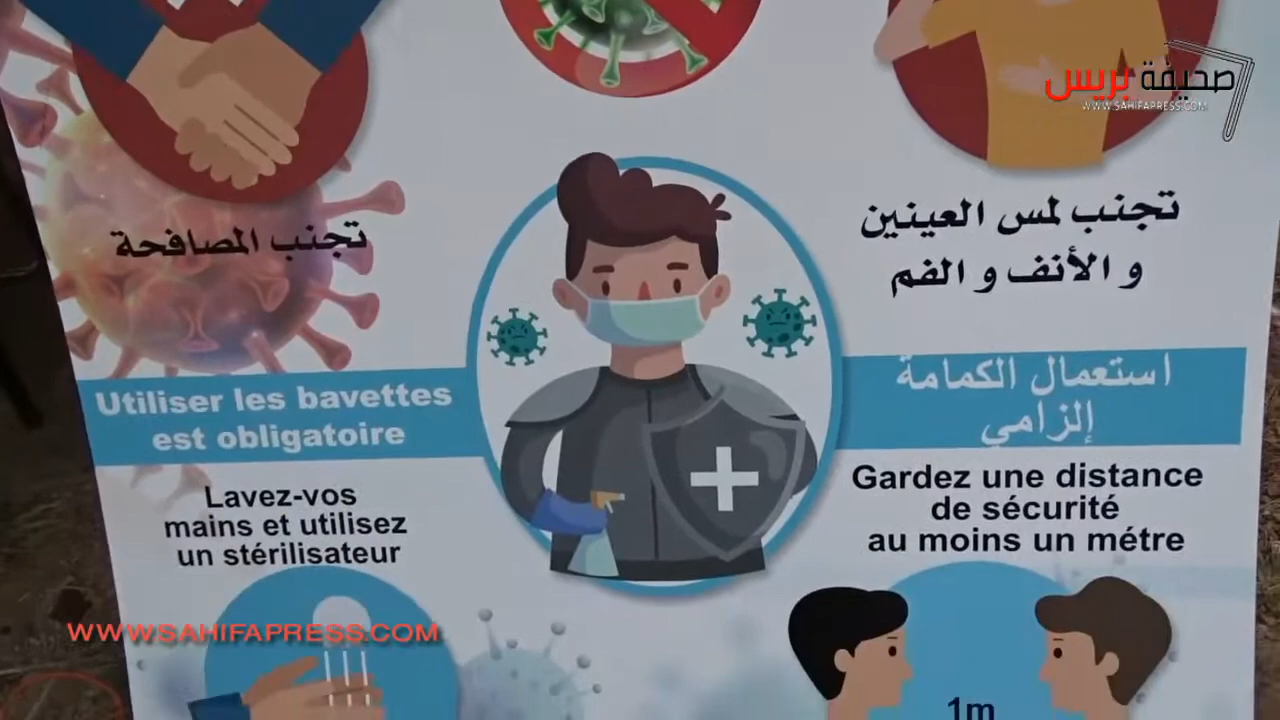 صحيفة بريس
WWW.SAHIFAPRESS.COM
تجنب المصافحة
تجنب لمس العينين
و الأنف و الفم
Utiliser les bavettes
est obligatoire
استعمال الكمامة
إلزامي
Lavez-vos
mains et utilisez
un stérilisateur
Gardez une distance
de sécurité
au moins un métre
WWW.SAHIFAPRESS.COM
1m